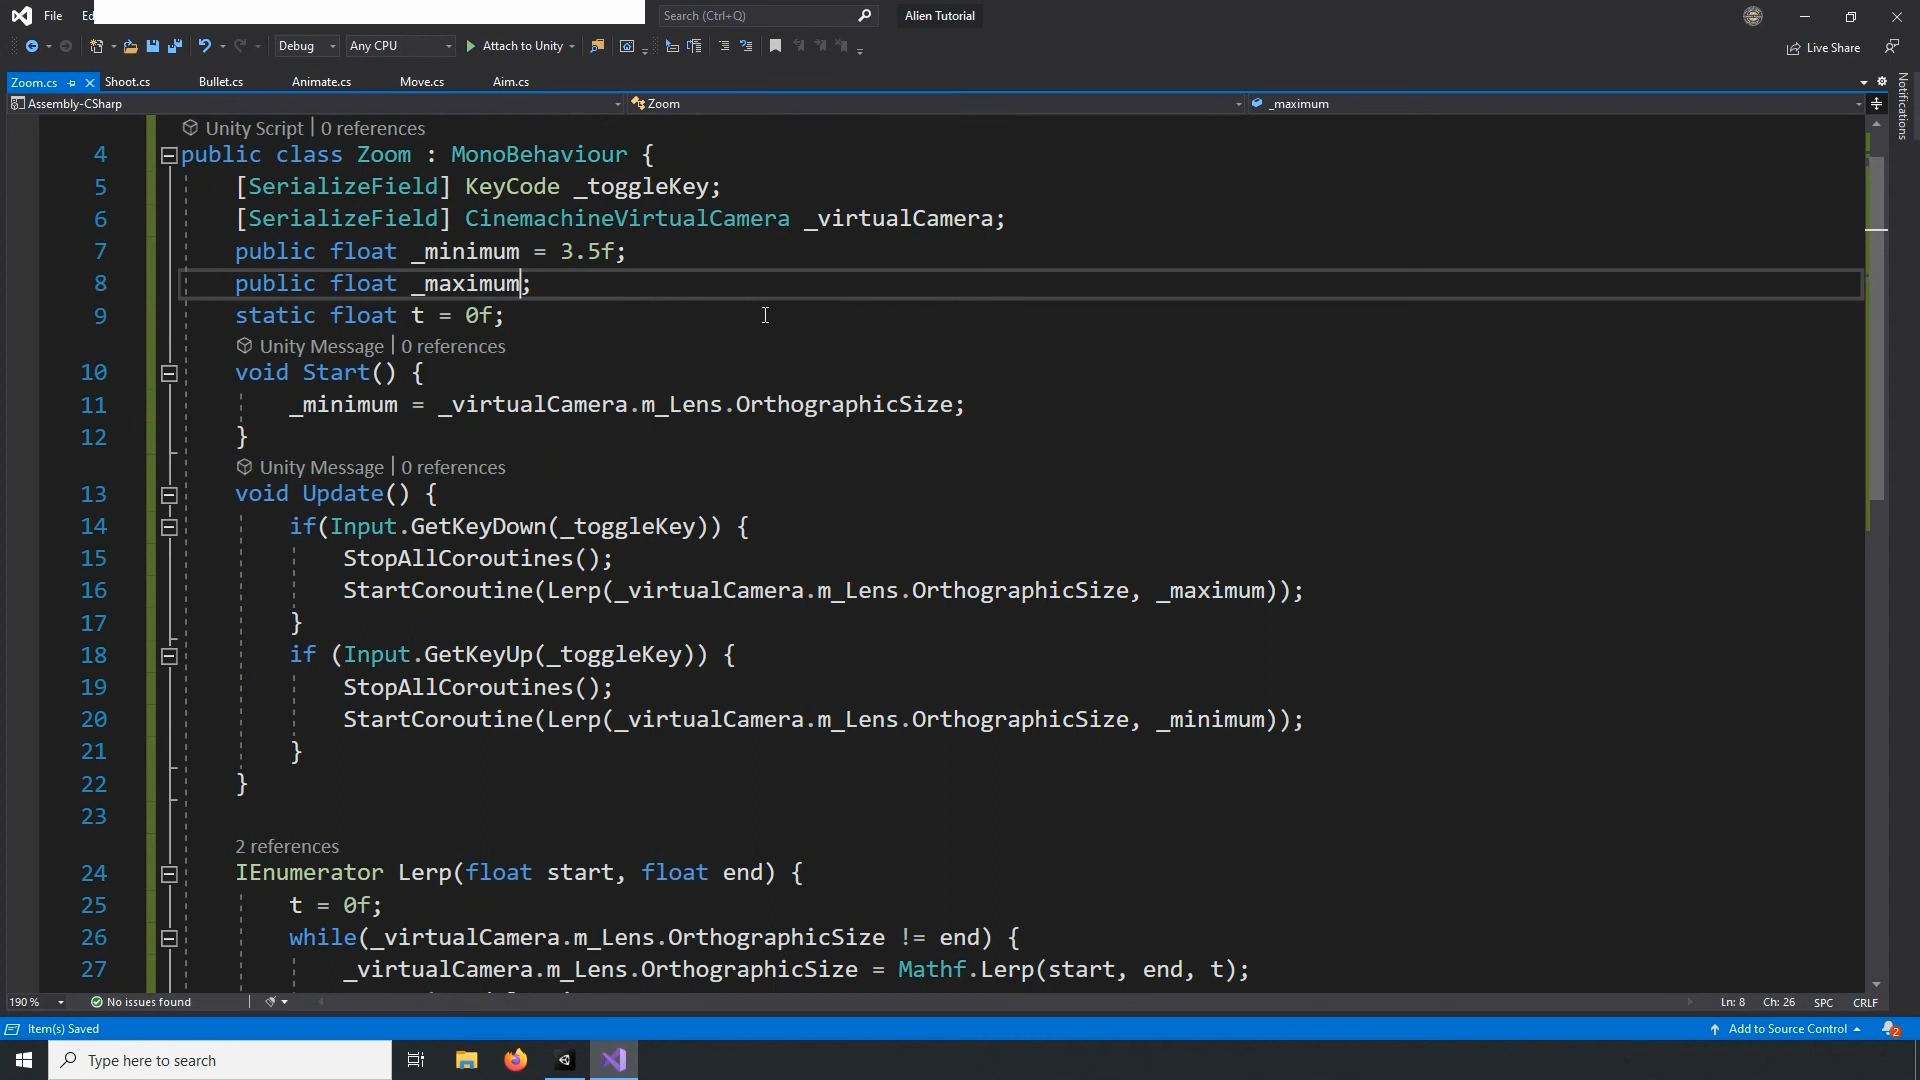 File Ed Search (Ctrl+Q) Alien Tutorial
Debug Any CPU Attach to Unity Live Share
Zoom.cs Shoot.cs Bullet.cs Animate.cs Move.cs Aim.cs
Notifications
Assembly-CSharp Zoom _maximum
Unity Script | 0 references
4 public class Zoom : MonoBehaviour {
5 [SerializeField] KeyCode _toggleKey;
6 [SerializeField] CinemachineVirtualCamera _virtualCamera;
7 public float _minimum = 3.5f;
8 public float _maximum;
9 static float t = 0f;
Unity Message | 0 references
10 void Start() {
11 _minimum = _virtualCamera.m_Lens.OrthographicSize;
12 }
Unity Message | 0 references
13 void Update() {
14 if(Input.GetKeyDown(_toggleKey)) {
15 StopAllCoroutines();
16 StartCoroutine(Lerp(_virtualCamera.m_Lens.OrthographicSize, _maximum));
17 }
18 if (Input.GetKeyUp(_toggleKey)) {
19 StopAllCoroutines();
20 StartCoroutine(Lerp(_virtualCamera.m_Lens.OrthographicSize, _minimum));
21 }
22 }
23
2 references
24 IEnumerator Lerp(float start, float end) {
25 t = 0f;
26 while(_virtualCamera.m_Lens.OrthographicSize != end) {
27 _virtualCamera.m_Lens.OrthographicSize = Mathf.Lerp(start, end, t);
190 % No issues found Ln: 8 Ch: 26 SPC CRLF
Item(s) Saved Add to Source Control 2
Type here to search